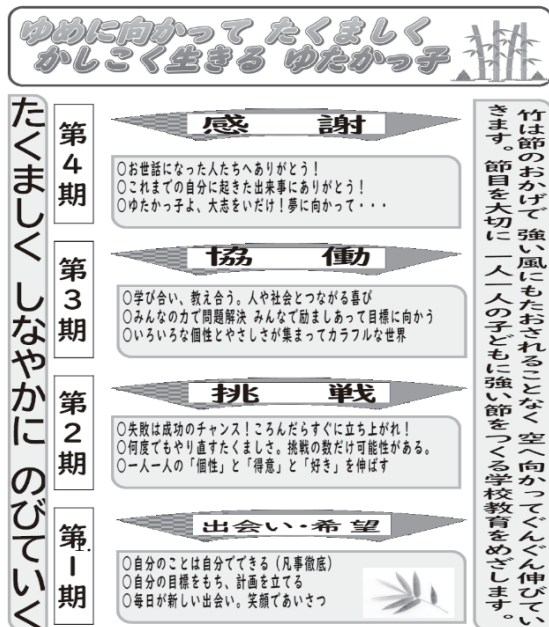 ゆめに向かって たくましく
かしこく生きる ゆたかっ子
たくましく しなやかに のびていく
第4期
感 謝
○お世話になった人たちへありがとう！
○これまでの自分に起きた出来事にありがとう！
○ゆたかっ子よ、大志をいだけ！夢に向かって・・・
第3期
協 働
○学び合い、教え合う。人や社会とつながる喜び
○みんなの力で問題解決 みんなで励ましあって目標に向かう
○いろいろな個性とやさしさが集まってカラフルな世界
第2期
挑 戦
○失敗は成功のチャンス！ころんだらすぐに立ち上がれ！
○何度でもやり直すたくましさ。挑戦の数だけ可能性がある。
○一人一人の「個性」と「得意」と「好き」を伸ばす
第1期
出会い・希望
○自分のことは自分でできる（凡事徹底）
○自分の目標をもち、計画を立てる
○毎日が新しい出会い。笑顔であいさつ
竹は節のおかげで 強い風にもたおされることなく 空へ向かってぐんぐん伸びてい
きます。節目を大切に 一人一人の子どもに強い節をつくる学校教育をめざします。